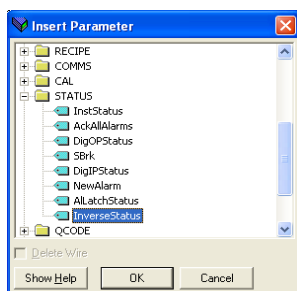 Insert Parameter
RECIPE
COMMS
CAL
STATUS
InstStatus
AckAllAlarms
DigOPStatus
SBrk
DigIPStatus
NewAlarm
AlLatchStatus
InverseStatus
QCODE
Delete Wire
Show Help
OK
Cancel